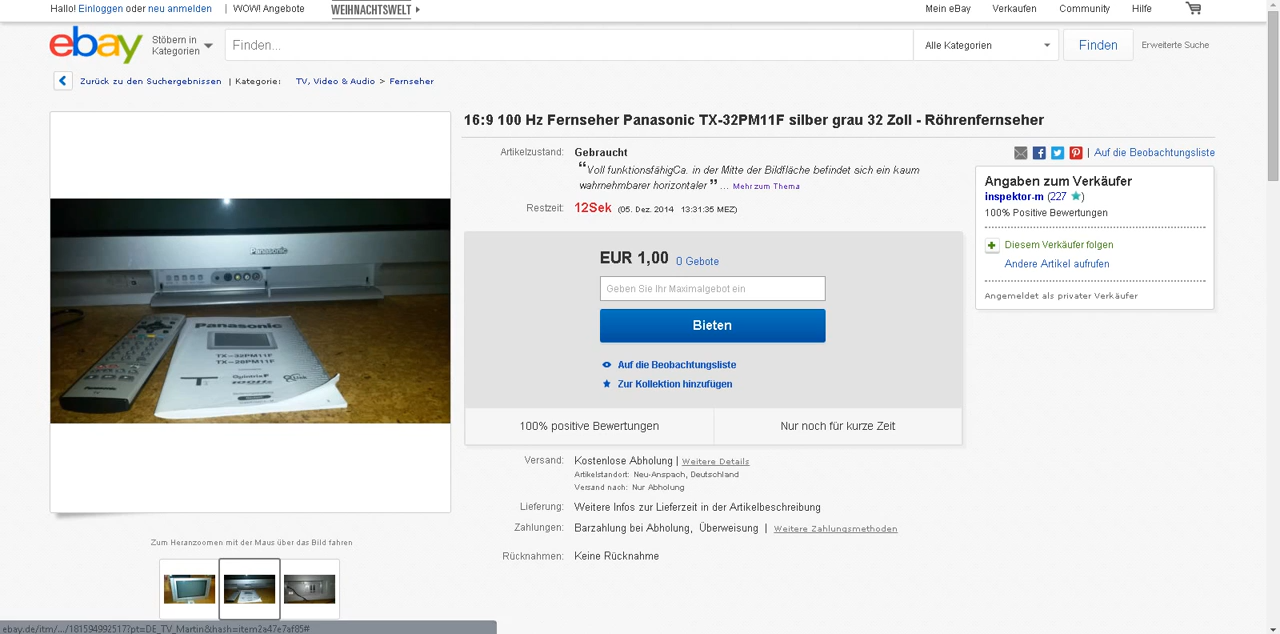 Hallo! Einloggen oder neu anmelden | WOW! Angebote WEIHNACHTSWELT Mein eBay Verkaufen Community Hilfe
ebay Stöbern in Kategorien Finden... Alle Kategorien Finden Erweiterte Suche
Zurück zu den Suchergebnissen | Kategorie: TV, Video & Audio > Fernseher
16:9 100 Hz Fernseher Panasonic TX-32PM11F silber grau 32 Zoll - Röhrenfernseher
Artikelzustand: Gebraucht
“Voll funktionsfähigCa. in der Mitte der Bildfläche befindet sich ein kaum
wahrnehmbarer horizontaler ” ... Mehr zum Thema
Restzeit: 12Sek (05. Dez. 2014 13:31:35 MEZ)
| Auf die Beobachtungsliste
Angaben zum Verkäufer
inspektor-m (227 ★)
100% Positive Bewertungen
Diesem Verkäufer folgen
Andere Artikel aufrufen
Angemeldet als privater Verkäufer
Panasonic
Panasonic
TX-32PM11F
TX-28PM11F
Panasonic
EUR 1,00 0 Gebote
Geben Sie Ihr Maximalgebot ein
Bieten
Auf die Beobachtungsliste
Zur Kollektion hinzufügen
100% positive Bewertungen Nur noch für kurze Zeit
Versand: Kostenlose Abholung | Weitere Details
Artikelstandort: Neu-Anspach, Deutschland
Versand nach: Nur Abholung
Lieferung: Weitere Infos zur Lieferzeit in der Artikelbeschreibung
Zahlungen: Barzahlung bei Abholung, Überweisung | Weitere Zahlungsmethoden
Rücknahmen: Keine Rücknahme
Zum Heranzoomen mit der Maus über das Bild fahren
ebay.de/itm/.../181594992517?pt=DE_TV_Martin&hash=item2a47e7af85#